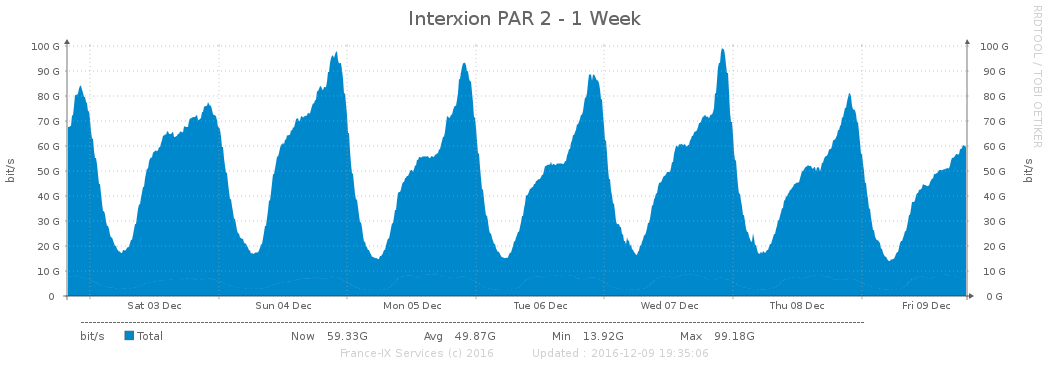 Interxion PAR 2 - 1 Week
RRDTOOL / TOBI OETIKER
bit/s
bit/s
100 G 100 G
90 G 90 G
80 G 80 G
70 G 70 G
60 G 60 G
50 G 50 G
40 G 40 G
30 G 30 G
20 G 20 G
10 G 10 G
0 0 G
Sat 03 Dec Sun 04 Dec Mon 05 Dec Tue 06 Dec Wed 07 Dec Thu 08 Dec Fri 09 Dec
bit/s Total Now 59.33G Avg 49.87G Min 13.92G Max 99.18G
France-IX Services (c) 2016 Updated : 2016-12-09 19:35:06